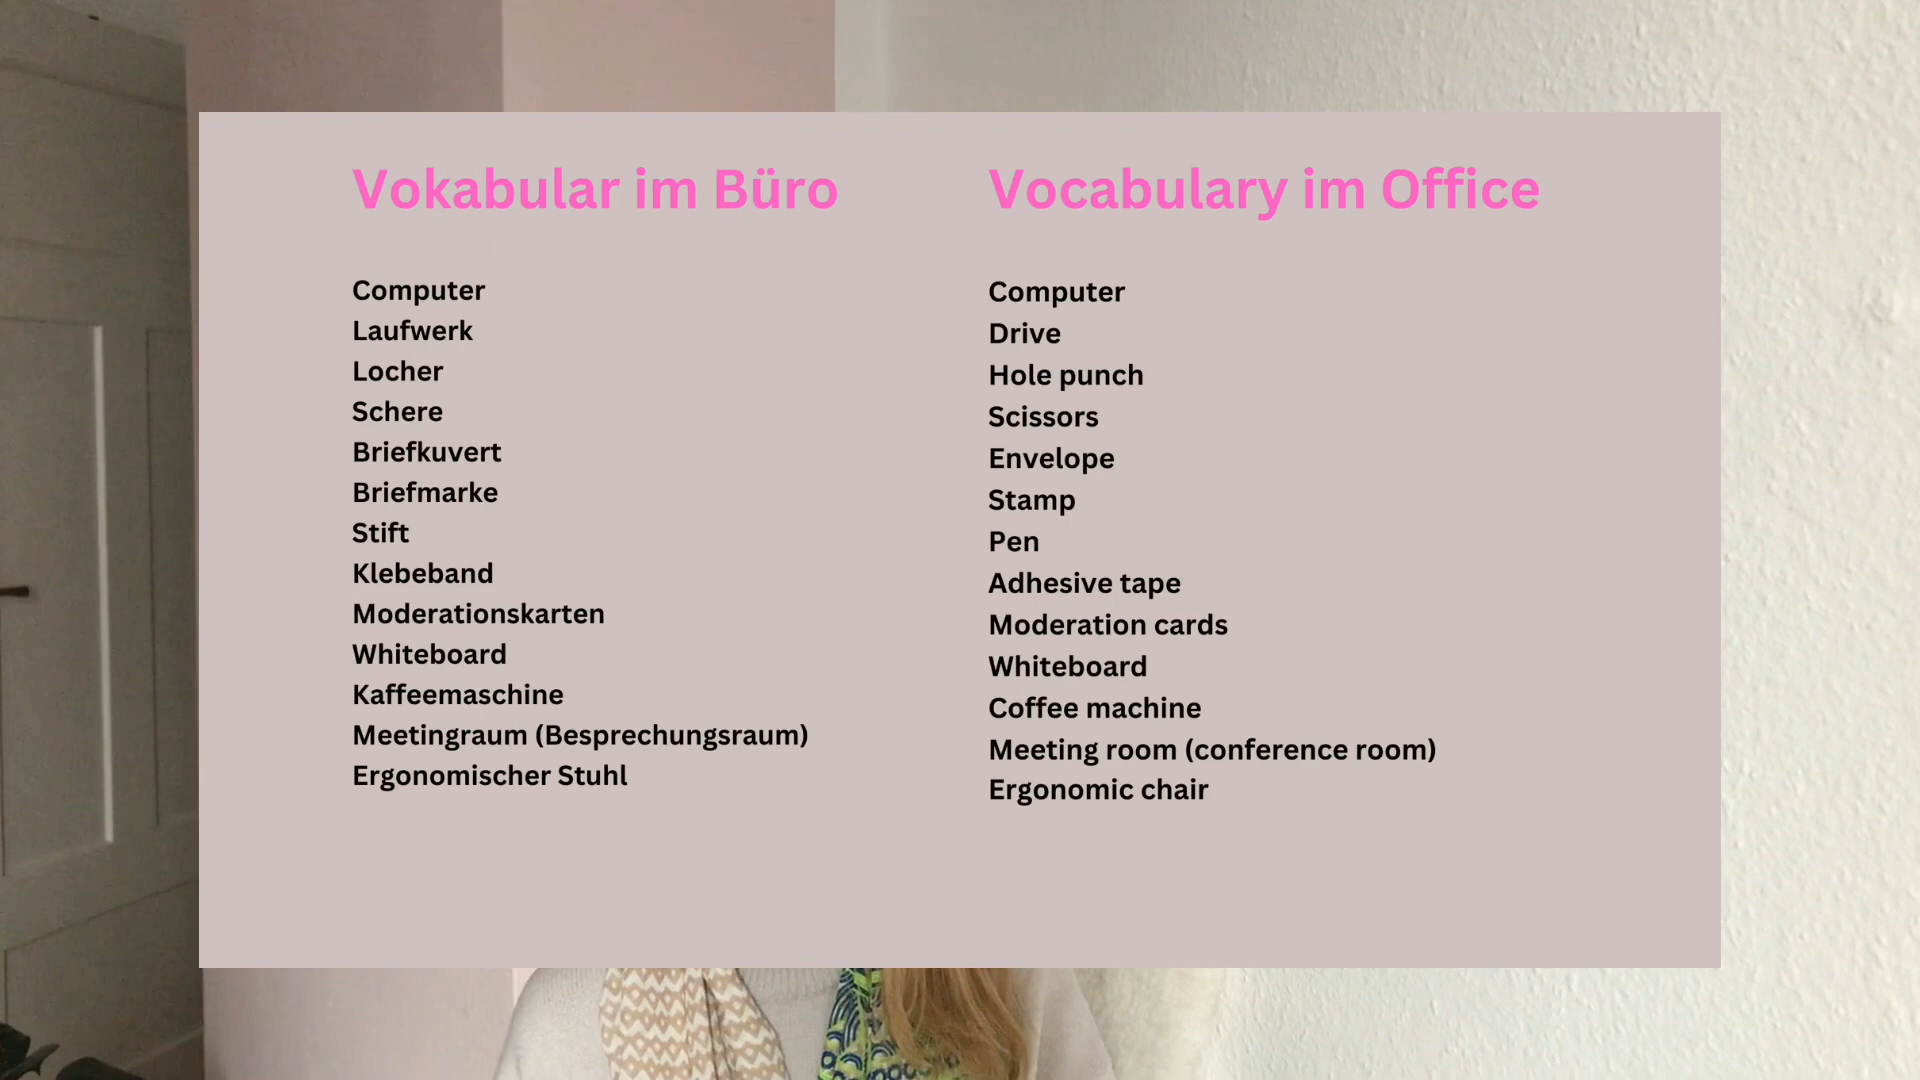 Vokabular im Büro
Computer
Laufwerk
Locher
Schere
Briefkuvert
Briefmarke
Stift
Klebeband
Moderationskarten
Whiteboard
Kaffeemaschine
Meetingraum (Besprechungsraum)
Ergonomischer Stuhl
Vocabulary im Office
Computer
Drive
Hole punch
Scissors
Envelope
Stamp
Pen
Adhesive tape
Moderation cards
Whiteboard
Coffee machine
Meeting room (conference room)
Ergonomic chair